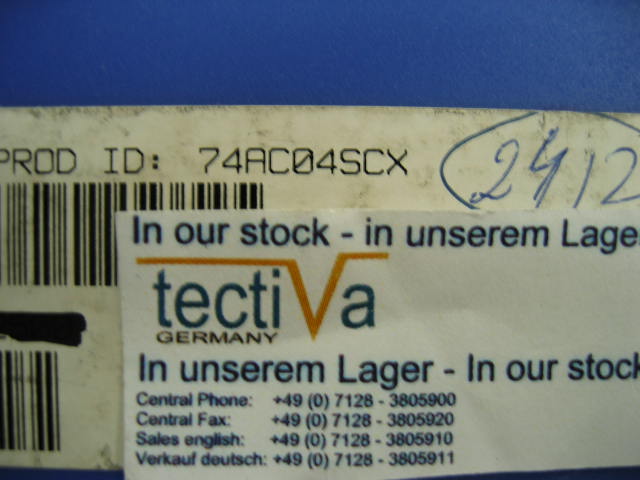 PROD ID: 74AC04SCX
2412
In our stock - in unserem Lage
tectiva
GERMANY
In unserem Lager - In our stock
Central Phone: +49 (0) 7128 - 3805900
Central Fax: +49 (0) 7128 - 3805920
Sales english: +49 (0) 7128 - 3805910
Verkauf deutsch: +49 (0) 7128 - 3805911